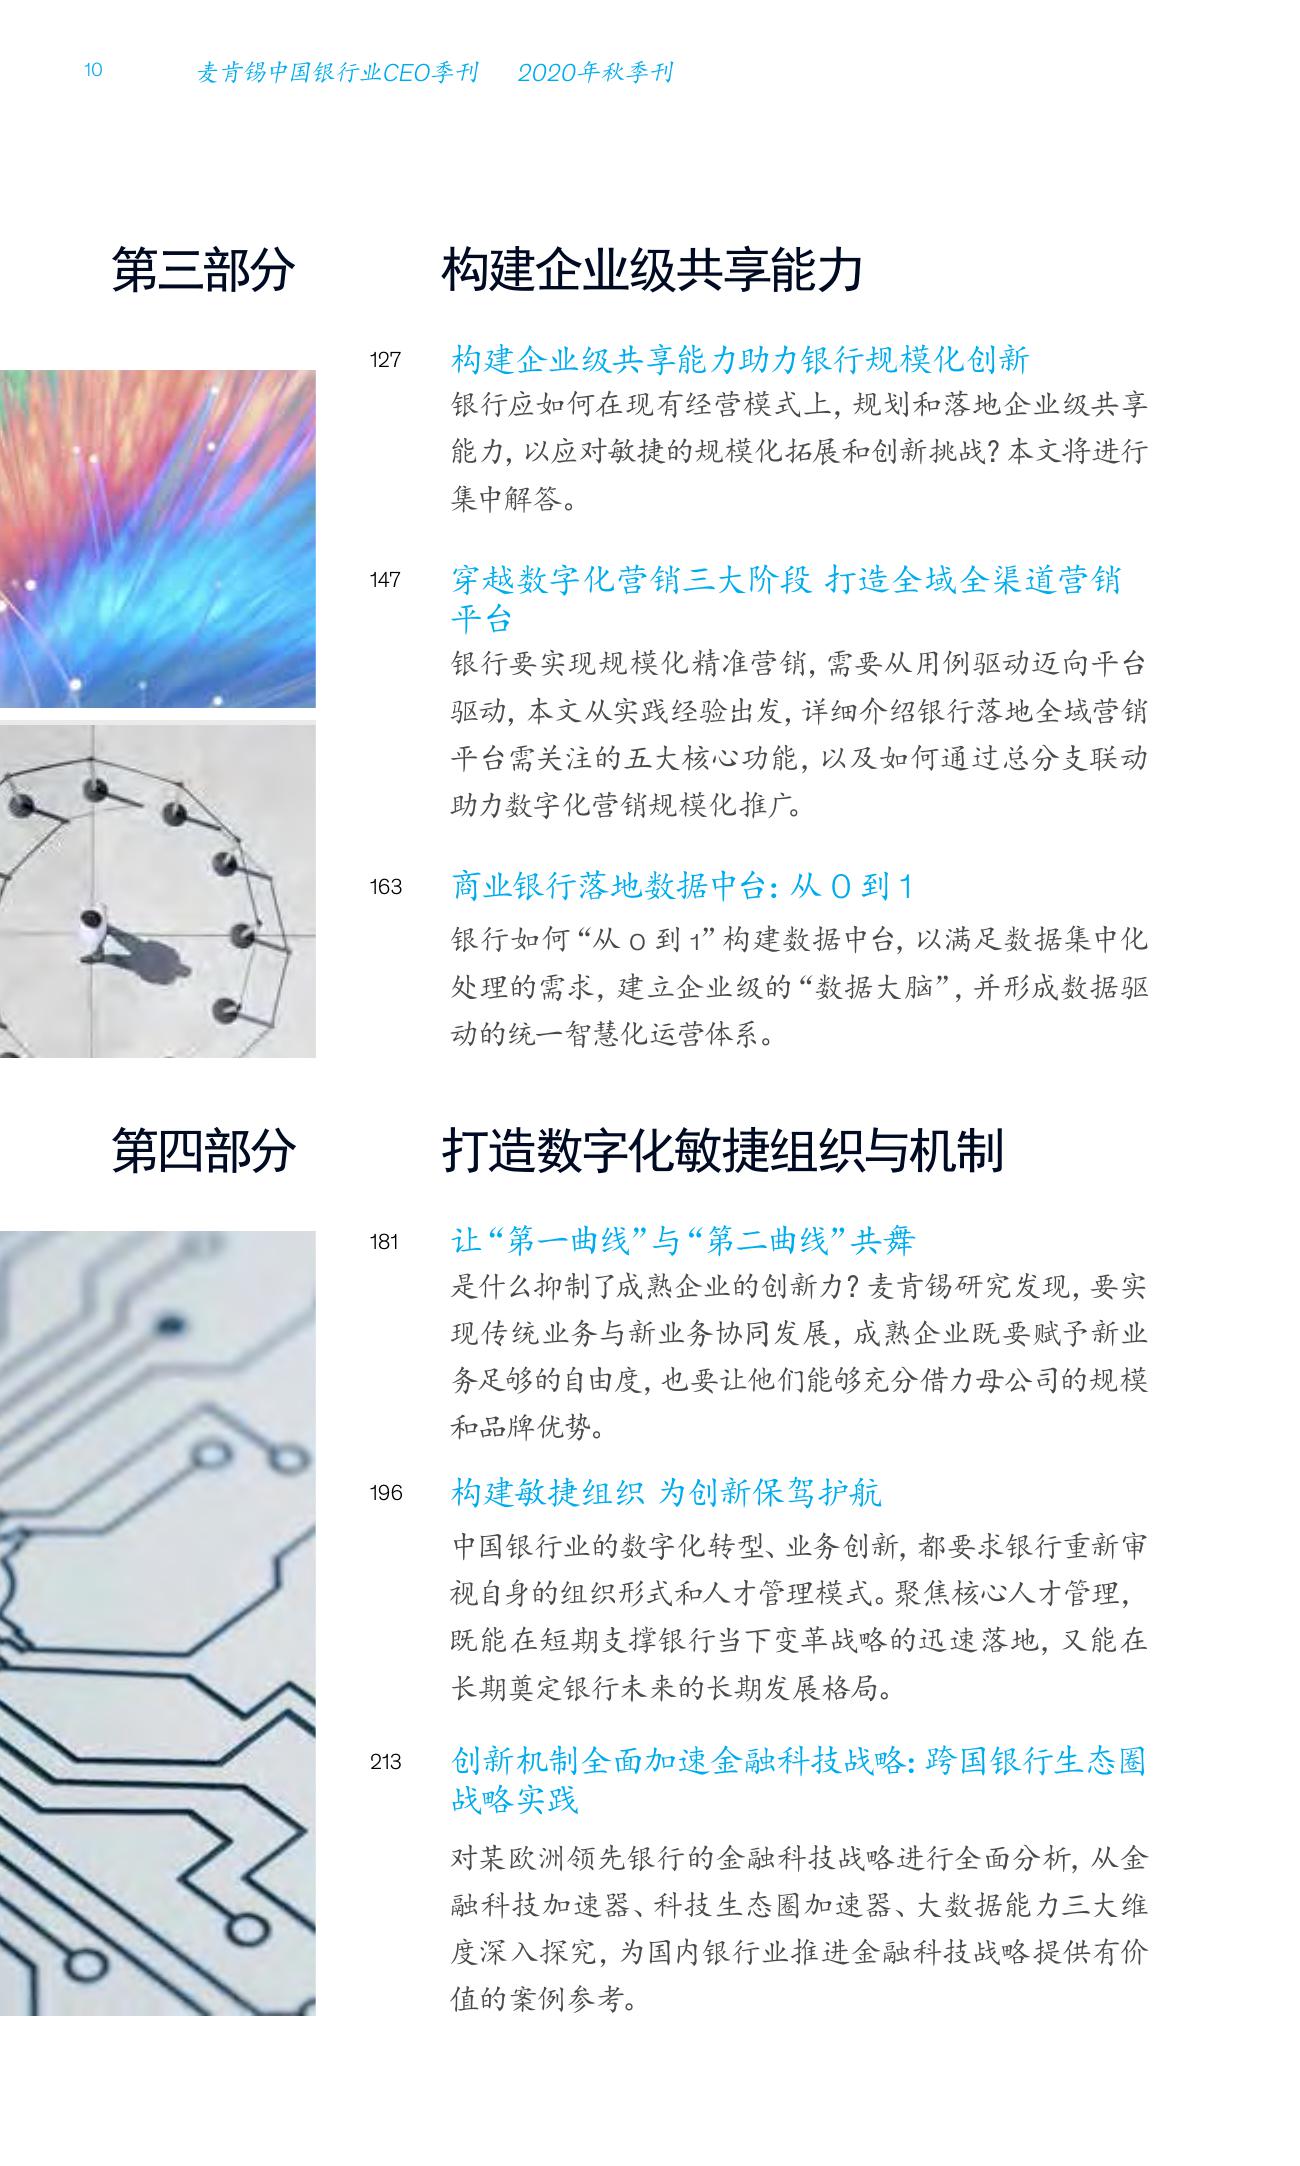 10 麦肯锡中国银行业CEO季刊 2020年秋季刊
第三部分 构建企业级共享能力
127 构建企业级共享能力助力银行规模化创新
银行应如何在现有经营模式上，规划和落地企业级共享
能力，以应对敏捷的规模化拓展和创新挑战？本文将进行
集中解答。
147 穿越数字化营销三大阶段 打造全域全渠道营销
平台
银行要实现规模化精准营销，需要从用例驱动迈向平台
驱动，本文从实践经验出发，详细介绍银行落地全域营销
平台需关注的五大核心功能，以及如何通过总分支联动
助力数字化营销规模化推广。
163 商业银行落地数据中台：从 0 到 1
银行如何“从 0 到 1”构建数据中台，以满足数据集中化
处理的需求，建立企业级的“数据大脑”，并形成数据驱
动的统一智慧化运营体系。
第四部分 打造数字化敏捷组织与机制
181 让“第一曲线”与“第二曲线”共舞
是什么抑制了成熟企业的创新力？麦肯锡研究发现，要实
现传统业务与新业务协同发展，成熟企业既要赋予新业
务足够的自由度，也要让他们能够充分借力母公司的规模
和品牌优势。
196 构建敏捷组织 为创新保驾护航
中国银行业的数字化转型、业务创新，都要求银行重新审
视自身的组织形式和人才管理模式。聚焦核心人才管理，
既能在短期支撑银行当下变革战略的迅速落地，又能在
长期奠定银行未来的长期发展格局。
213 创新机制全面加速金融科技战略：跨国银行生态圈
战略实践
对某欧洲领先银行的金融科技战略进行全面分析，从金
融科技加速器、科技生态圈加速器、大数据能力三大维
度深入探究，为国内银行业推进金融科技战略提供有价
值的案例参考。